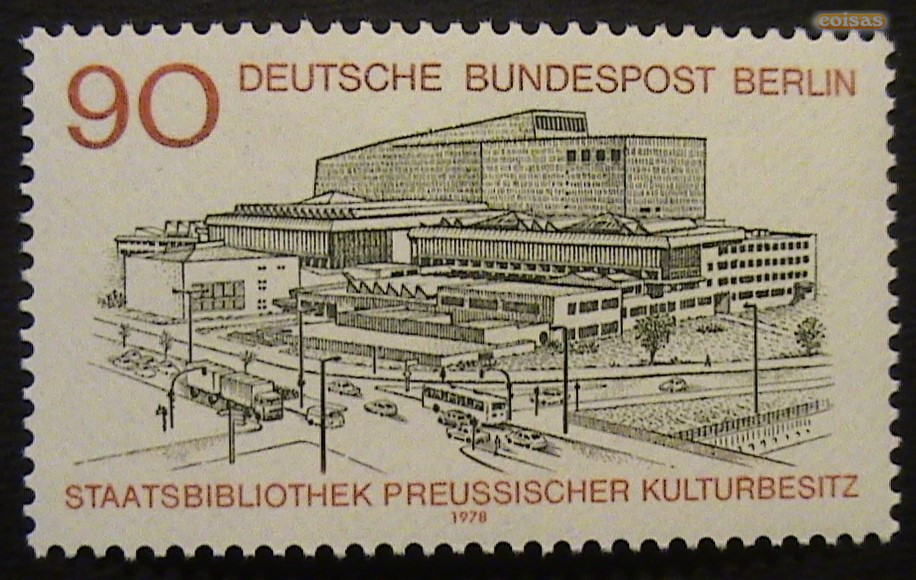 coisas
90
DEUTSCHE BUNDESPOST BERLIN
STAATSBIBLIOTHEK PREUSSISCHER KULTURBESITZ
1978